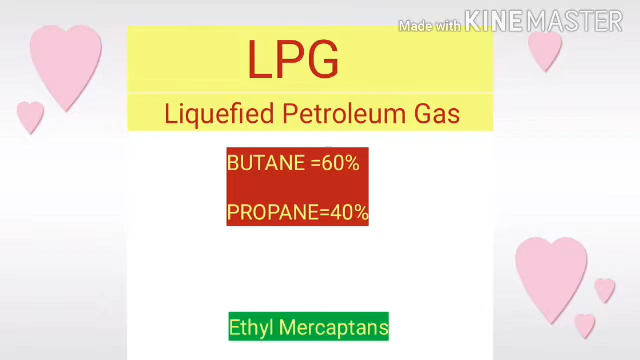 Made with KINEMASTER
LPG
Liquefied Petroleum Gas
BUTANE =60%
PROPANE=40%
Ethyl Mercaptans